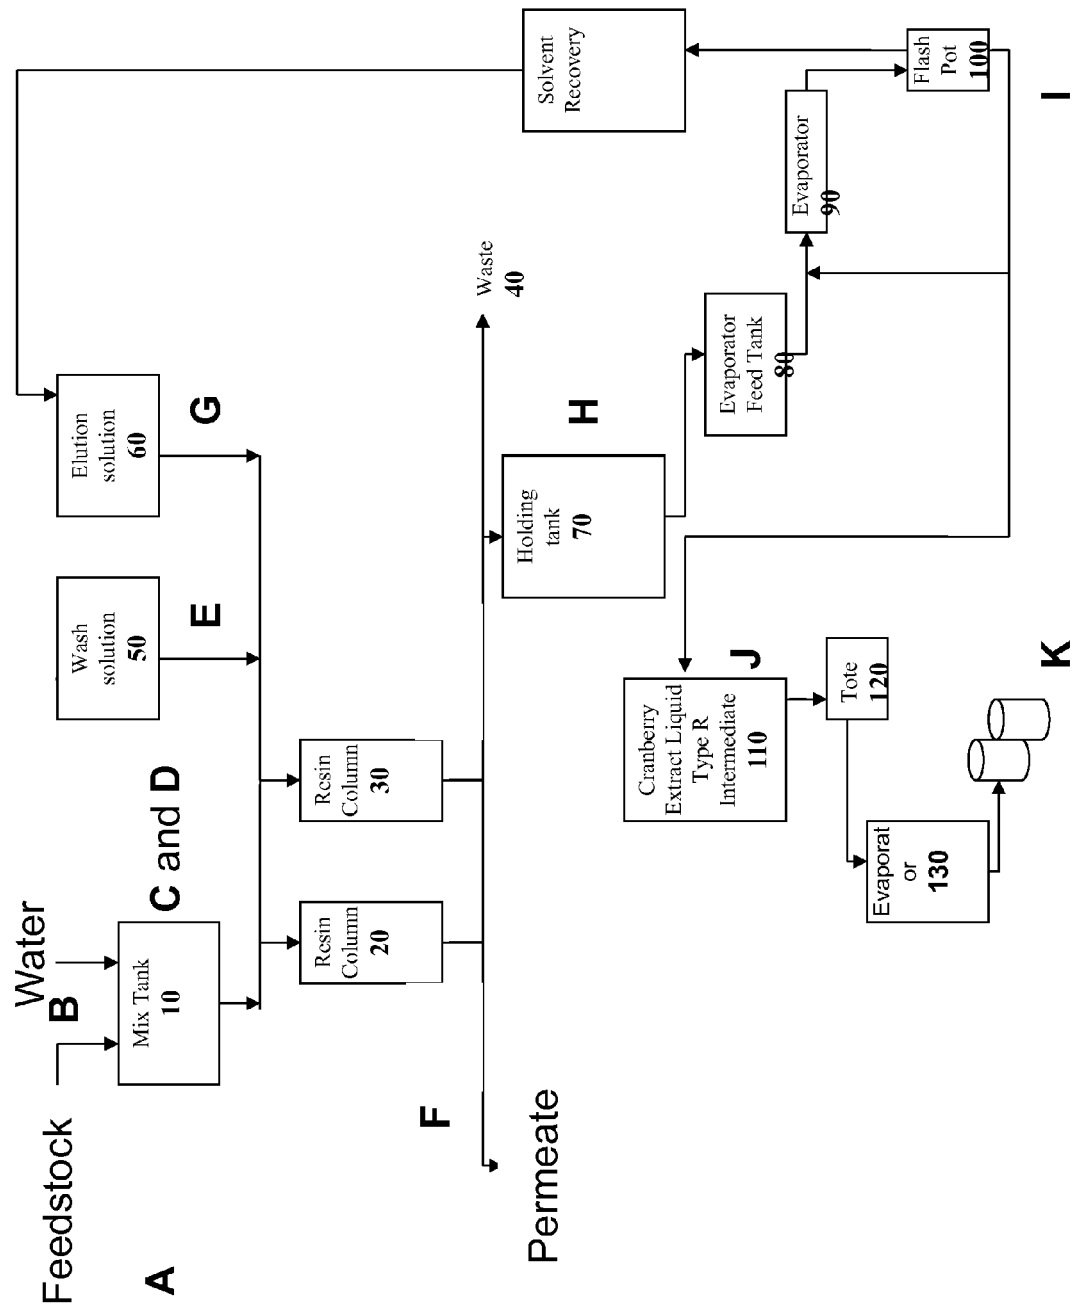 Feedstock
Water
A
B
Mix Tank
10
C and D
Wash
solution
50
E
Elution
solution
60
G
Resin
Column
20
Resin
Column
30
F
Permeate
Waste
40
Holding
tank
70
H
Solvent
Recovery
Evaporator
Feed Tank
80
Evaporator
90
Flash
Pot
100
I
Cranberry
Extract Liquid
Type R
Intermediate
110
J
Tote
120
Evaporat
or
130
K